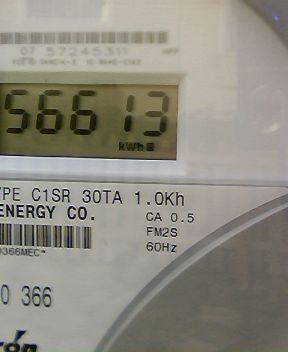 07 57245311
56613
kWh
YPE C1SR 30TA 1.0Kh
ENERGY CO.
CA 0.5
FM2S
60Hz
0366MEC*
0 366
rón